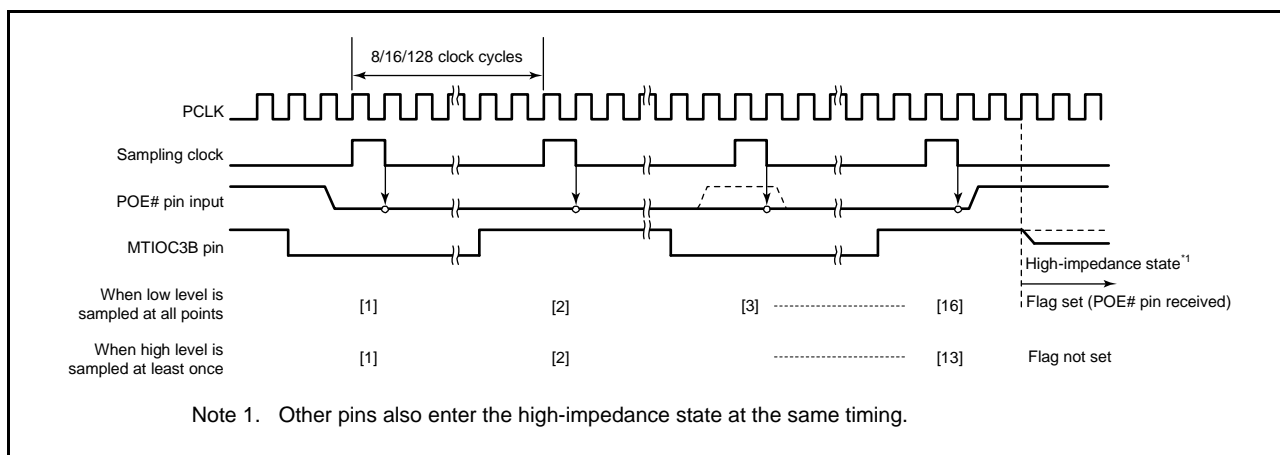 8/16/128 clock cycles
PCLK
Sampling clock
POE# pin input
MTIOC3B pin
High-impedance state*1
When low level is
sampled at all points
[1]
[2]
[3]
[16]
Flag set (POE# pin received)
When high level is
sampled at least once
[1]
[2]
[13]
Flag not set
Note 1. Other pins also enter the high-impedance state at the same timing.